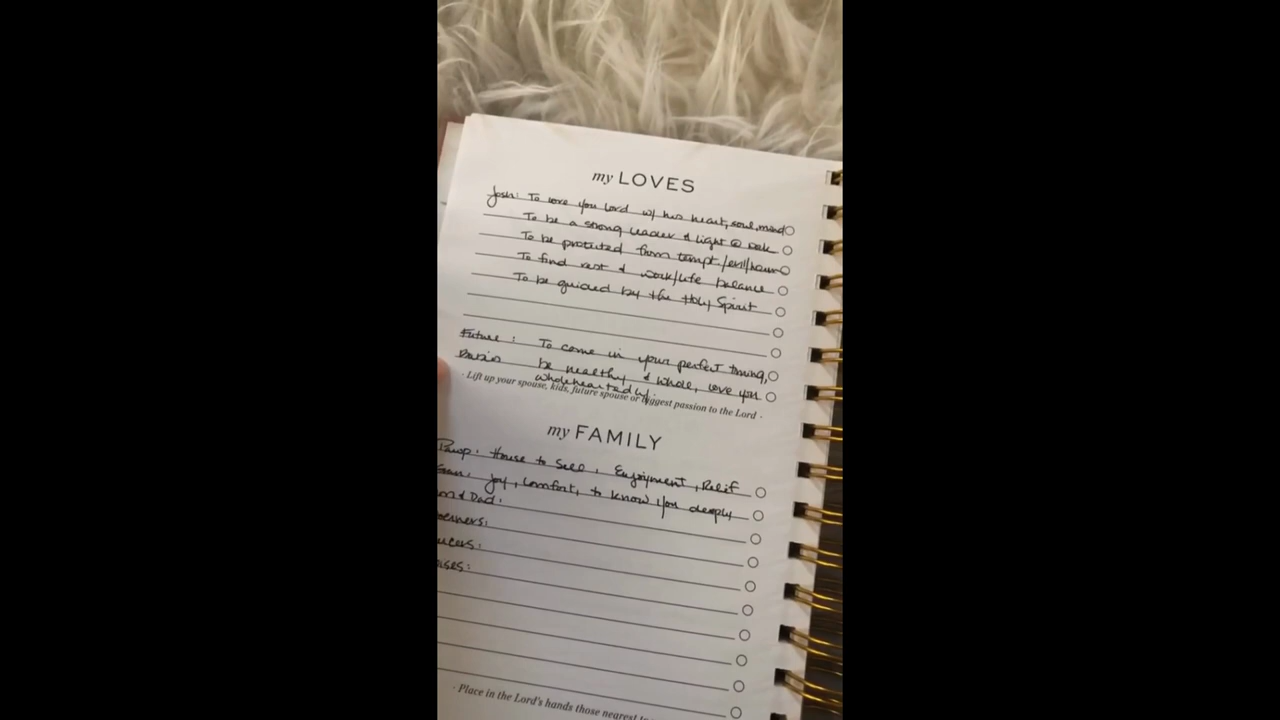 my LOVES
Josh: To love you Lord w/ his heart, soul, mind
To be a strong leader & light @
To be protected from tempt/evil/harm
To find rest & work/life balance
To be guided by the Holy Spirit
Future: To come in your perfect timing,
be healthy & whole, love you
wholeheartedly.
· Lift up your spouse, kids, future spouse or biggest passion to the Lord ·
my FAMILY
House to Sell, Enjoyment, Relief
Joy, Comfort, to know You deeply
& Dad:
· Place in the Lord's hands those nearest